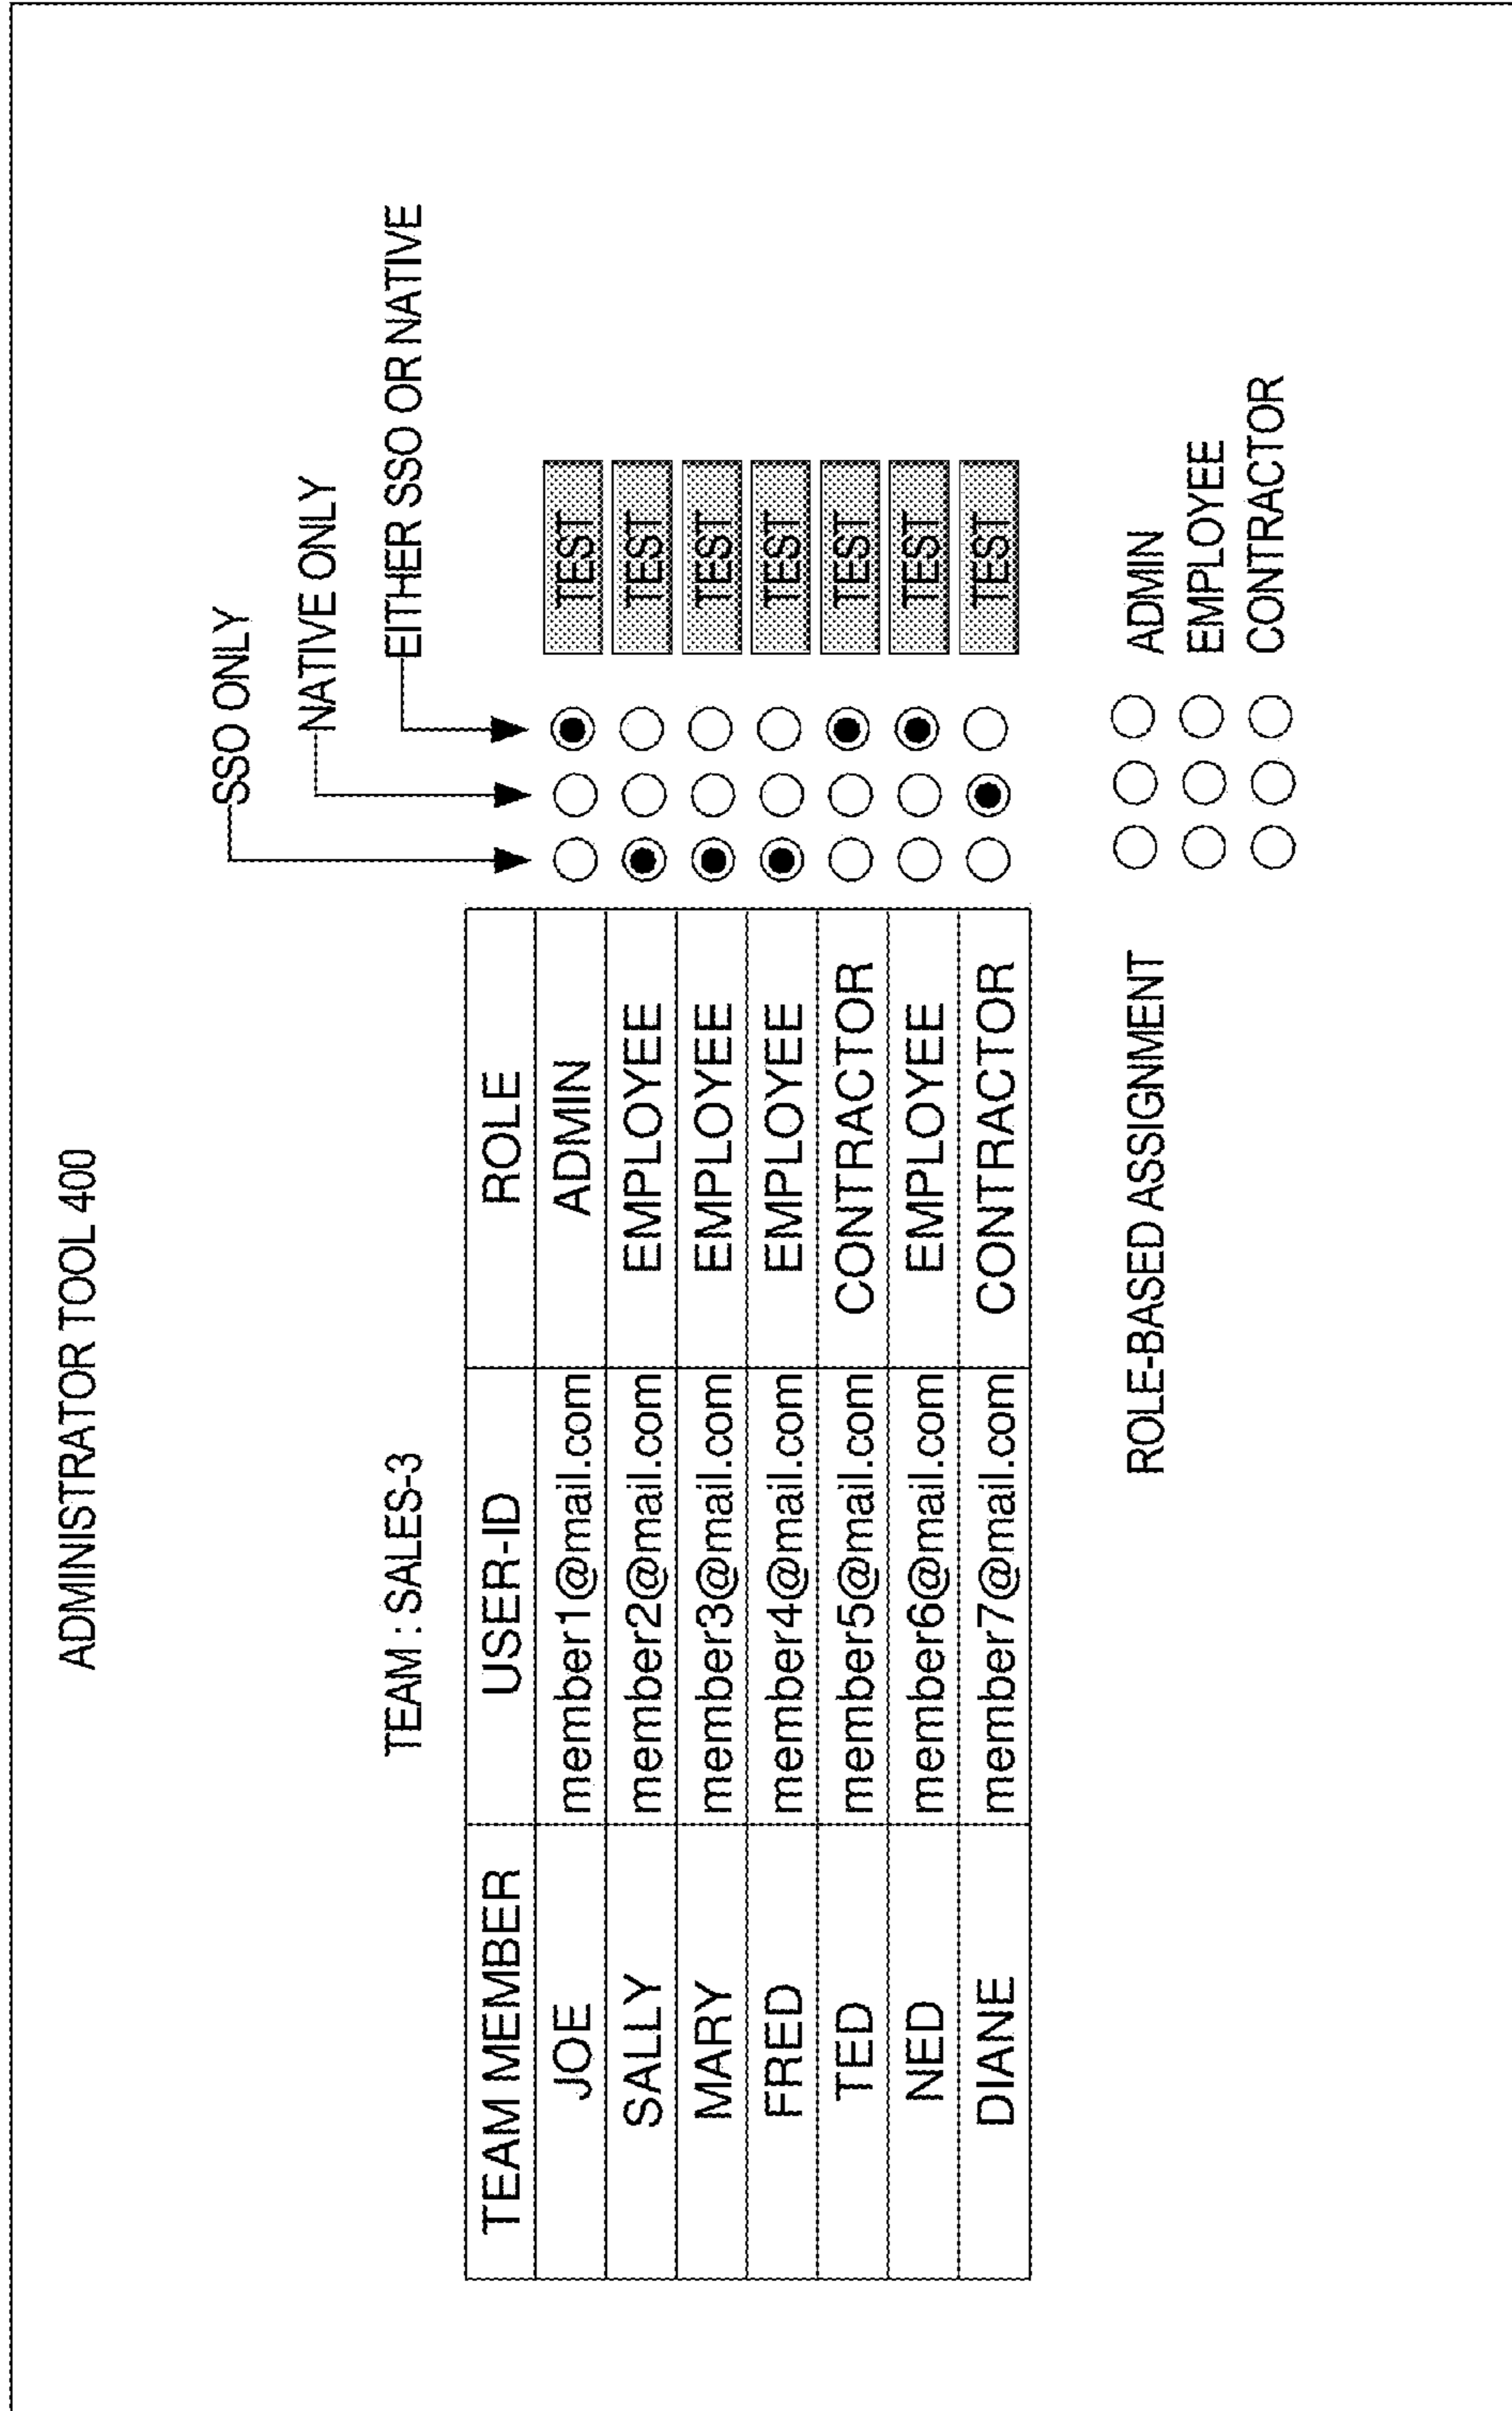 ADMINISTRATOR TOOL 400
SSO ONLY
NATIVE ONLY
EITHER SSO OR NATIVE
TEAM : SALES-3
TEAM MEMBER USER-ID ROLE
JOE member1@mail.com ADMIN TEST
SALLY member2@mail.com EMPLOYEE TEST
MARY member3@mail.com EMPLOYEE TEST
FRED member4@mail.com EMPLOYEE TEST
TED member5@mail.com CONTRACTOR TEST
NED member6@mail.com EMPLOYEE TEST
DIANE member7@mail.com CONTRACTOR TEST
ROLE-BASED ASSIGNMENT ADMIN
EMPLOYEE
CONTRACTOR